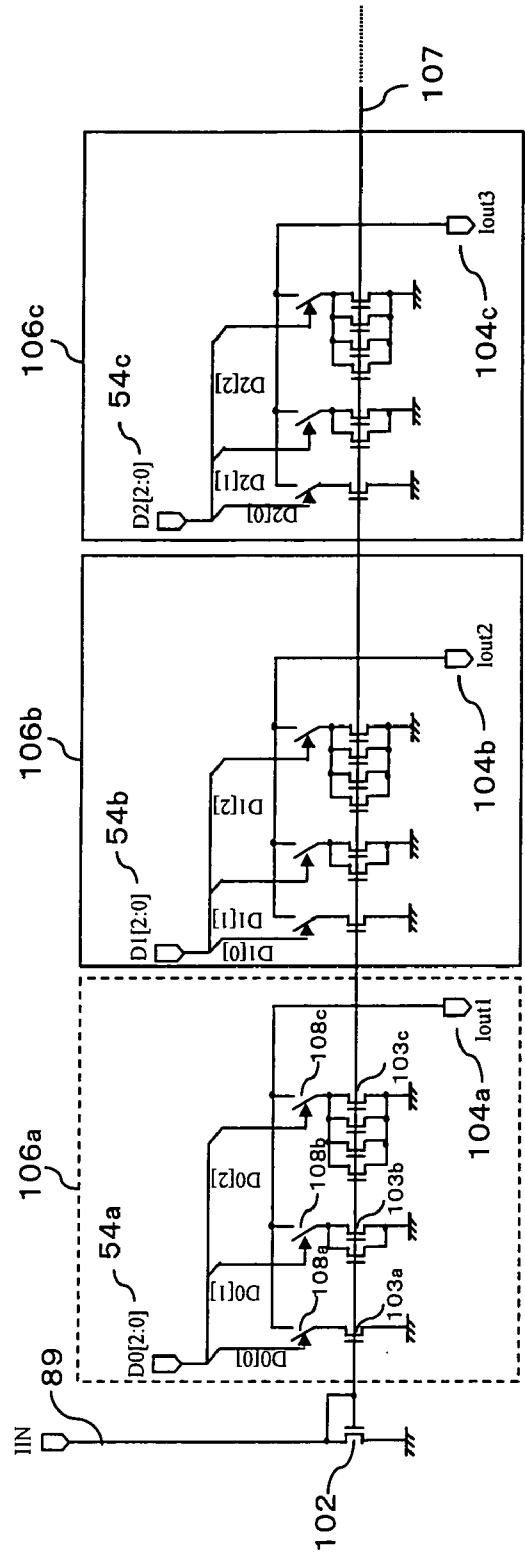 IIN
89
102
106a
54a
D0[2:0]
D0[0]
D0[1]
D0[2]
108a
108b
108c
103a
103b
103c
104a
Iout1
106b
54b
D1[2:0]
D1[0]
D1[1]
D1[2]
104b
Iout2
106c
54c
D2[2:0]
D2[0]
D2[1]
D2[2]
104c
Iout3
107